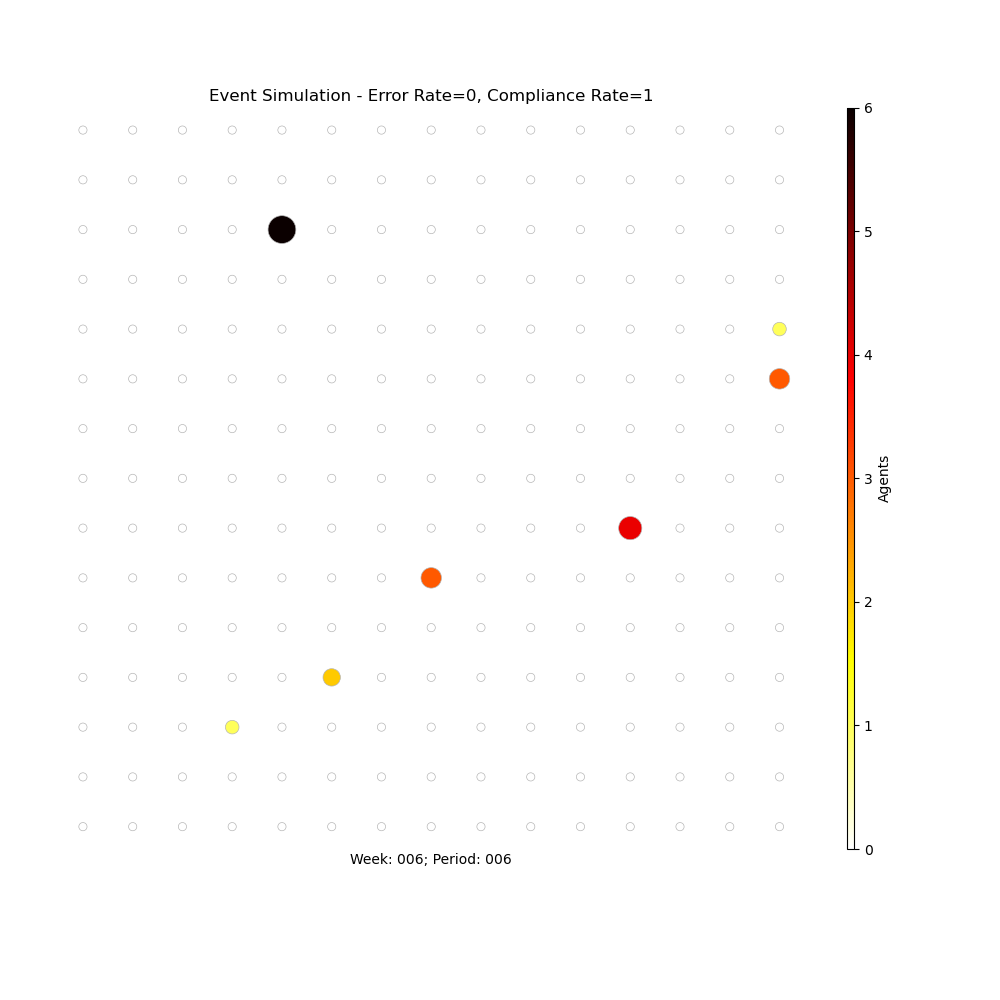 Event Simulation - Error Rate=0, Compliance Rate=1
6
5
4
3
2
1
0
Agents
Week: 006; Period: 006